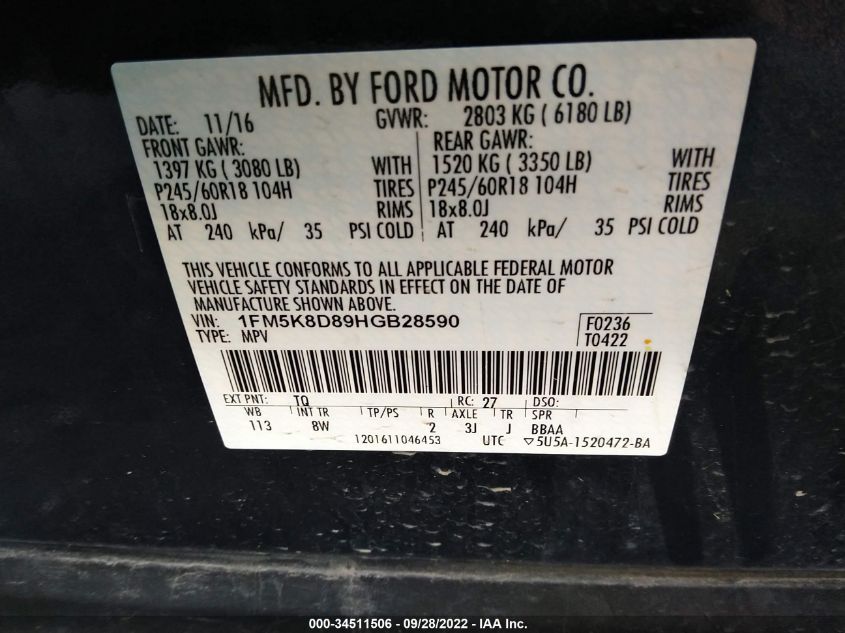 MFD. BY FORD MOTOR CO.
DATE: 11/16 GVWR: 2803 KG ( 6180 LB)
FRONT GAWR: REAR GAWR:
1397 KG ( 3080 LB) WITH 1520 KG ( 3350 LB) WITH
P245/60R18 104H TIRES P245/60R18 104H TIRES
18x8.0J RIMS 18x8.0J RIMS
AT 240 kPa/ 35 PSI COLD AT 240 kPa/ 35 PSI COLD
THIS VEHICLE CONFORMS TO ALL APPLICABLE FEDERAL MOTOR
VEHICLE SAFETY STANDARDS IN EFFECT ON THE DATE OF
MANUFACTURE SHOWN ABOVE.
VIN: 1FM5K8D89HGB28590 F0236
TYPE: MPV T0422
EXT PNT: TQ RC: 27 DSO:
WB INT TR TP/PS R AXLE TR SPR
113 8W 2 3J J BBAA
1201611046453 UTC ▽5U5A-1520472-BA
000-34511506 - 09/28/2022 - IAA Inc.